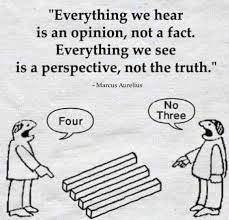 "Everything we hear
is an opinion, not a fact.
Everything we see
is a perspective, not the truth."
- Marcus Aurelius
Four
No
Three